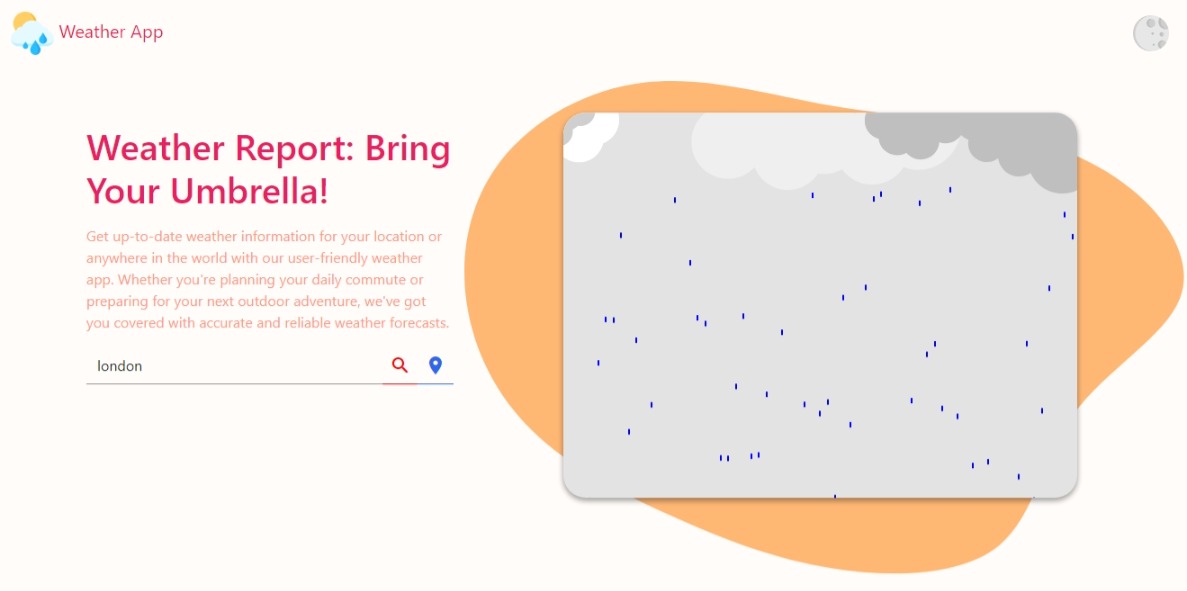 Weather App
Weather Report: Bring
Your Umbrella!
Get up-to-date weather information for your location or
anywhere in the world with our user-friendly weather
app. Whether you're planning your daily commute or
preparing for your next outdoor adventure, we've got
you covered with accurate and reliable weather forecasts.
london